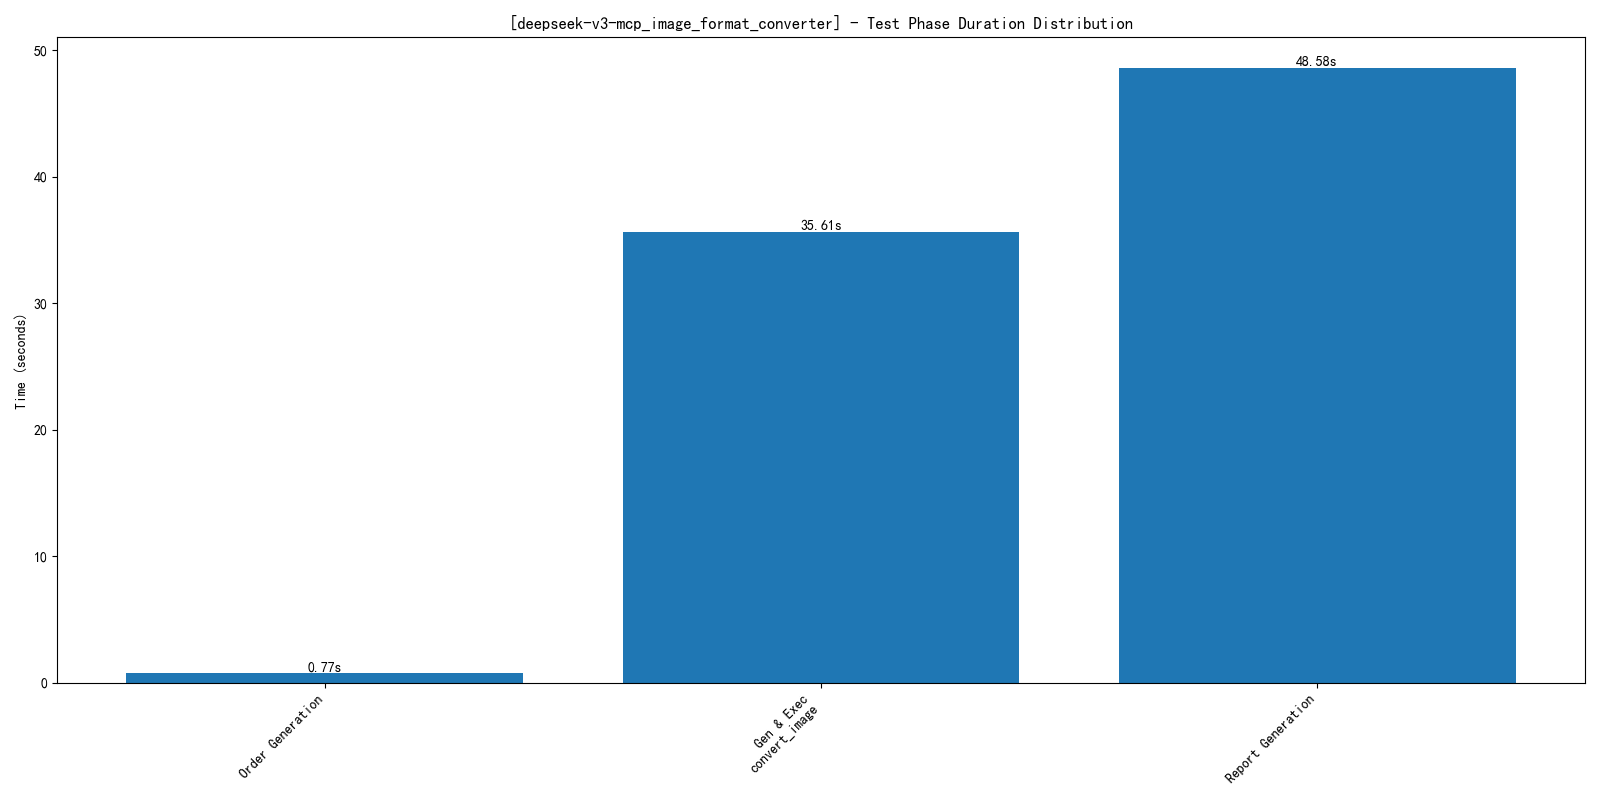 [deepseek-v3-mcp_image_format_converter] - Test Phase Duration Distribution
Time (seconds)
50
40
30
20
10
0
0.77s
35.61s
48.58s
Order Generation
Gen & Exec
convert_image
Report Generation